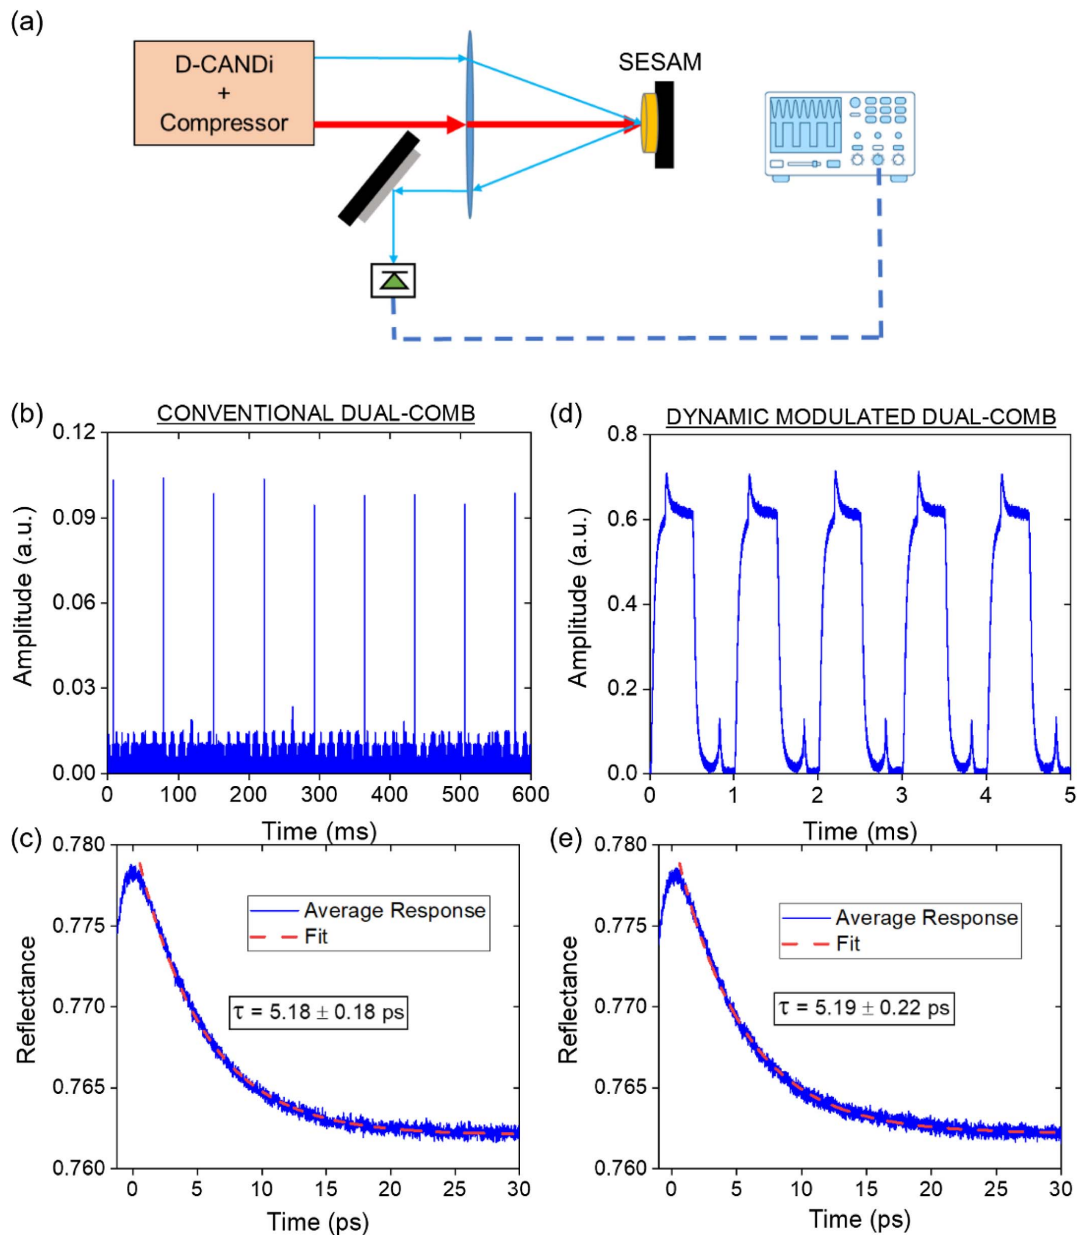 (a)
D-CANDi
+
Compressor
SESAM
(b)
CONVENTIONAL DUAL-COMB
0.12
0.09
0.06
0.03
0.00
Amplitude (a.u.)
0 100 200 300 400 500 600
Time (ms)
(d)
DYNAMIC MODULATED DUAL-COMB
0.8
0.6
0.4
0.2
0.0
Amplitude (a.u.)
0 1 2 3 4 5
Time (ms)
(c)
0.780
0.775
0.770
0.765
0.760
Reflectance
Average Response
Fit
τ = 5.18 ± 0.18 ps
0 5 10 15 20 25 30
Time (ps)
(e)
0.780
0.775
0.770
0.765
0.760
Reflectance
Average Response
Fit
τ = 5.19 ± 0.22 ps
0 5 10 15 20 25 30
Time (ps)